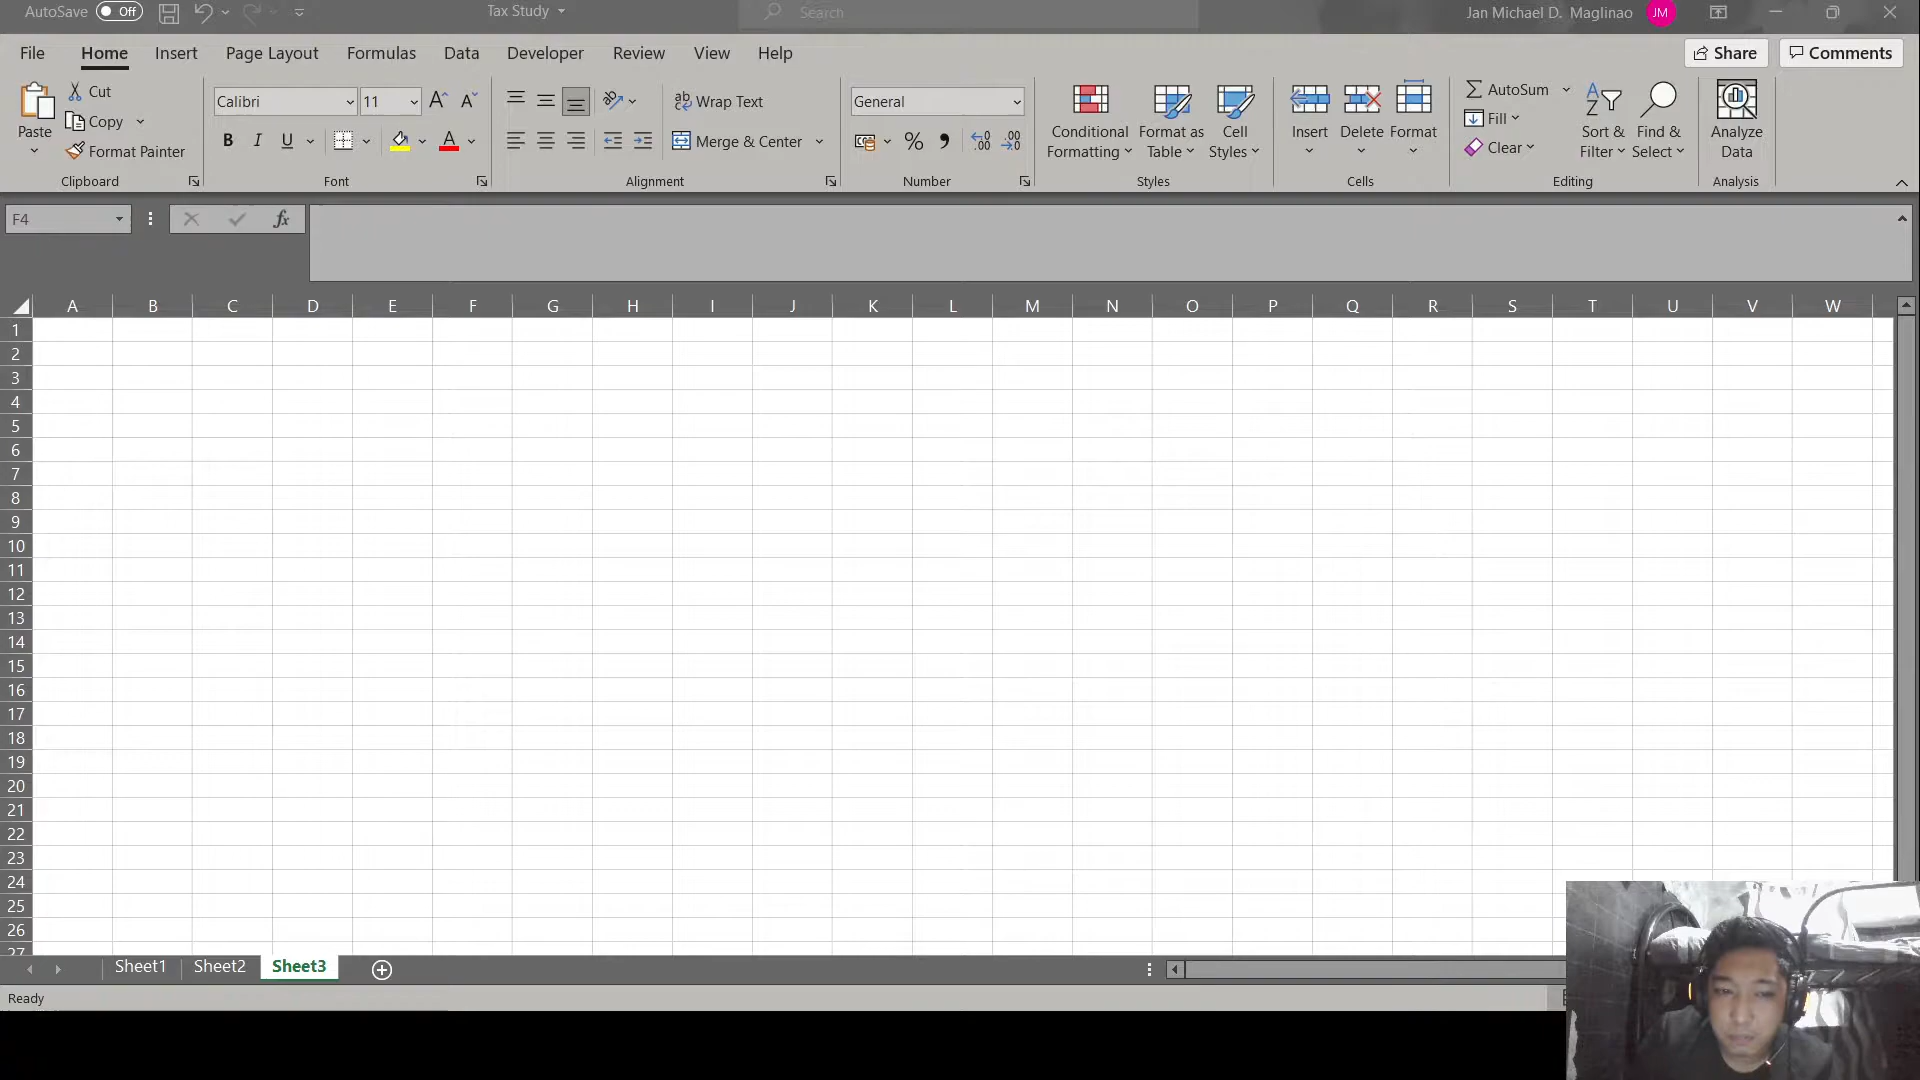 AutoSave Off Tax Study Search Jan Michael D. Maglinao JM
File Home Insert Page Layout Formulas Data Developer Review View Help Share Comments
Paste Cut Copy Format Painter Clipboard
Calibri 11 B I U A Font
ab Wrap Text Merge & Center Alignment
General % .00 Number
Conditional Formatting Format as Table Cell Styles Styles
Insert Delete Format Cells
AutoSum Fill Clear Sort & Filter Find & Select Editing
Analyze Data Analysis
F4 fx
A B C D E F G H I J K L M N O P Q R S T U V W
1
2
3
4
5
6
7
8
9
10
11
12
13
14
15
16
17
18
19
20
21
22
23
24
25
26
27
Sheet1 Sheet2 Sheet3
Ready